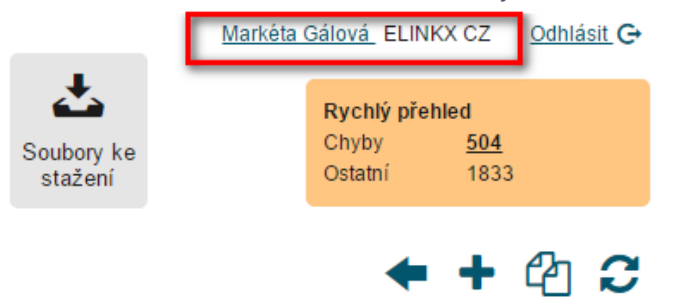 Markéta Gálová ELINKX CZ Odhlásit
Soubory ke
stažení
Rychlý přehled
Chyby 504
Ostatní 1833